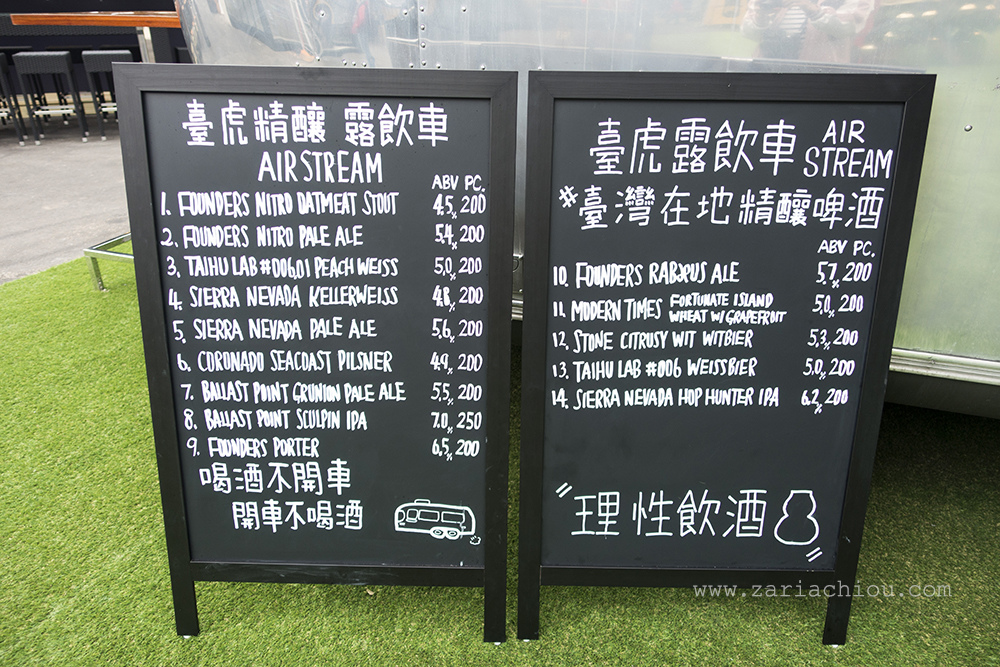 臺虎精釀 露飲車
AIRSTREAM
ABV PC.
1. FOUNDERS NITRO OATMEAT STOUT 4.5% 200
2. FOUNDERS NITRO PALE ALE 5.4% 200
3. TAIHU LAB #006.01 PEACH WEISS 5.0% 200
4. SIERRA NEVADA KELLERWEISS 4.8% 200
5. SIERRA NEVADA PALE ALE 5.6% 200
6. CORONADO SEACOAST PILSNER 4.9% 200
7. BALLAST POINT GRUNION PALE ALE 5.5% 200
8. BALLAST POINT SCULPIN IPA 7.0% 250
9. FOUNDERS PORTER 6.5% 200
喝酒不開車
開車不喝酒
臺虎露飲車 AIR STREAM
#臺灣在地精釀啤酒
ABV PC.
10. FOUNDERS ALE 5.7% 200
11. MODERN TIMES FORTUNATE ISLAND WHEAT W/ GRAPEFRUIT 5.0% 200
12. STONE CITRUSY WIT WITBIER 5.3% 200
13. TAIHU LAB #006 WEISSBIER 5.0% 200
14. SIERRA NEVADA HOP HUNTER IPA 6.2% 200
"理性飲酒"
www.zariachiou.com